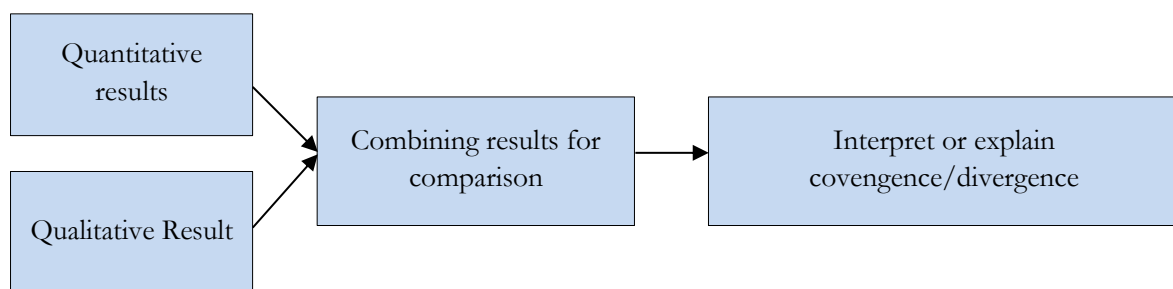 Quantitative
results
Qualitative Result
Combining results for
comparison
Interpret or explain
covengence/divergence